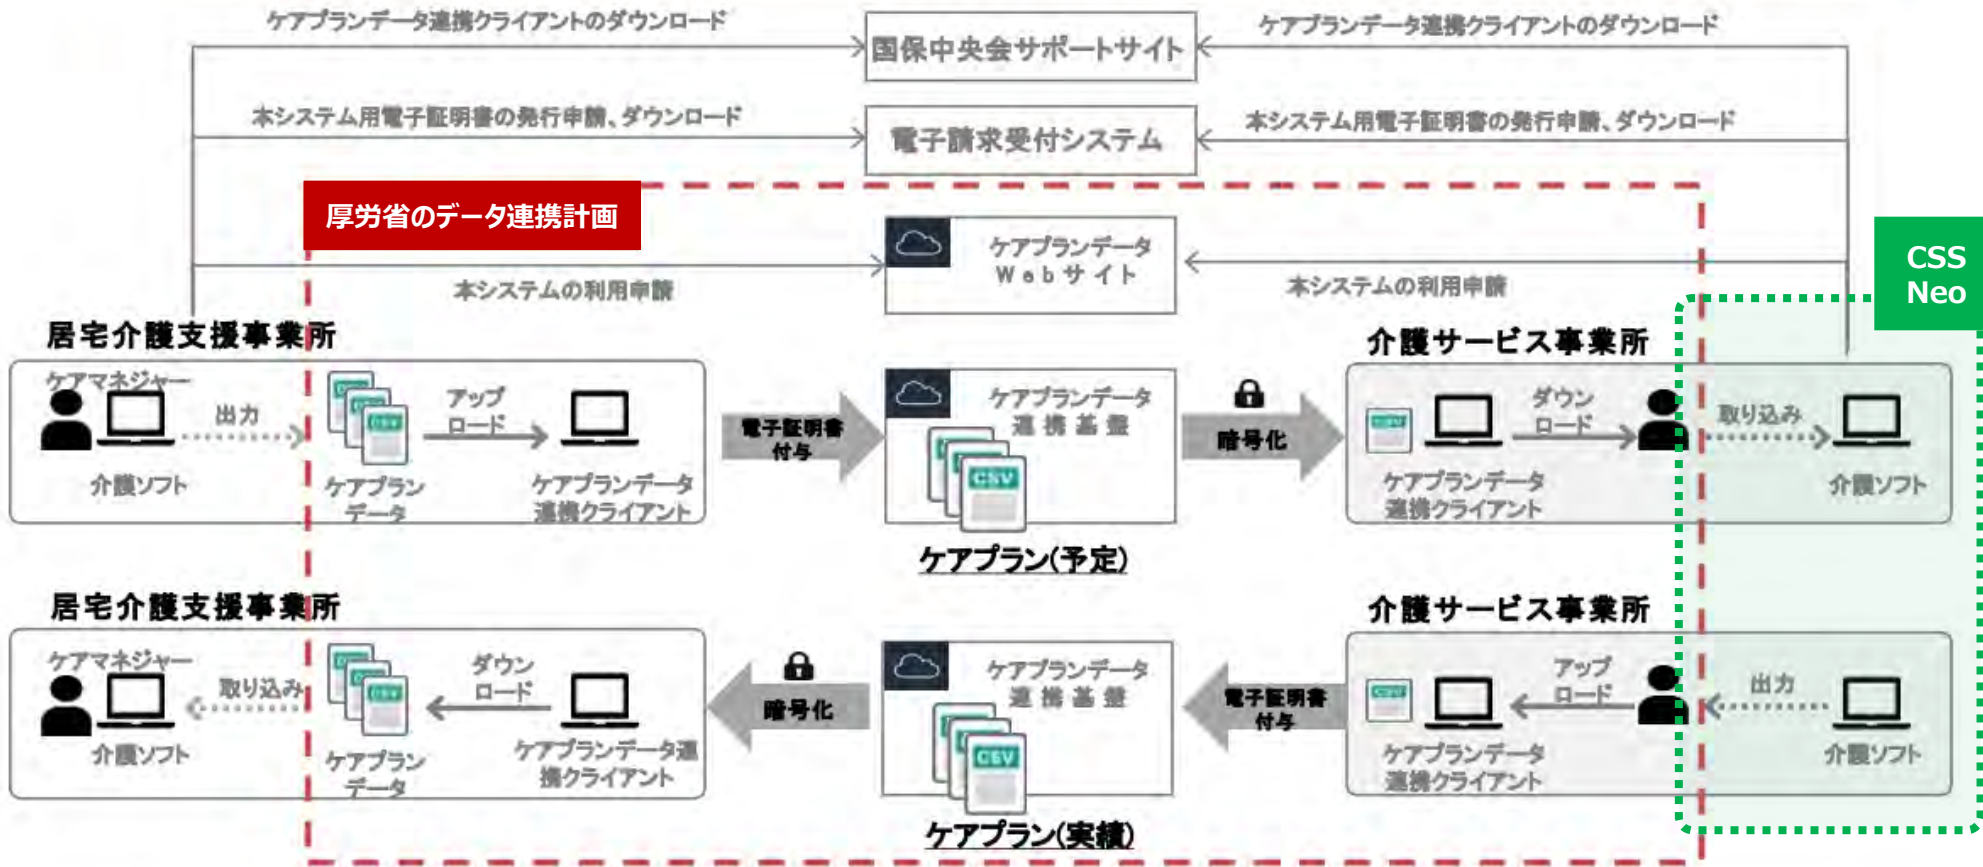 ケアプランデータ連携クライアントのダウンロード
国保中央会サポートサイト
ケアプランデータ連携クライアントのダウンロード
本システム用電子証明書の発行申請、ダウンロード
電子請求受付システム
本システム用電子証明書の発行申請、ダウンロード
厚労省のデータ連携計画
ケアプランデータ
Webサイト
本システムの利用申請
本システムの利用申請
CSS
Neo
居宅介護支援事業所
ケアマネジャー
出力
介護ソフト
CSV
ケアプラン
データ
アップ
ロード
ケアプランデータ
連携クライアント
電子証明書
付与
ケアプランデータ
連携基盤
CSV
ケアプラン(予定)
暗号化
介護サービス事業所
CSV
ケアプランデータ
連携クライアント
ダウン
ロード
取り込み
介護ソフト
居宅介護支援事業所
ケアマネジャー
取り込み
介護ソフト
CSV
ケアプラン
データ
ダウン
ロード
ケアプランデータ連
携クライアント
暗号化
ケアプランデータ
連携基盤
CSV
ケアプラン(実績)
電子証明書
付与
介護サービス事業所
CSV
ケアプランデータ
連携クライアント
アップ
ロード
出力
介護ソフト